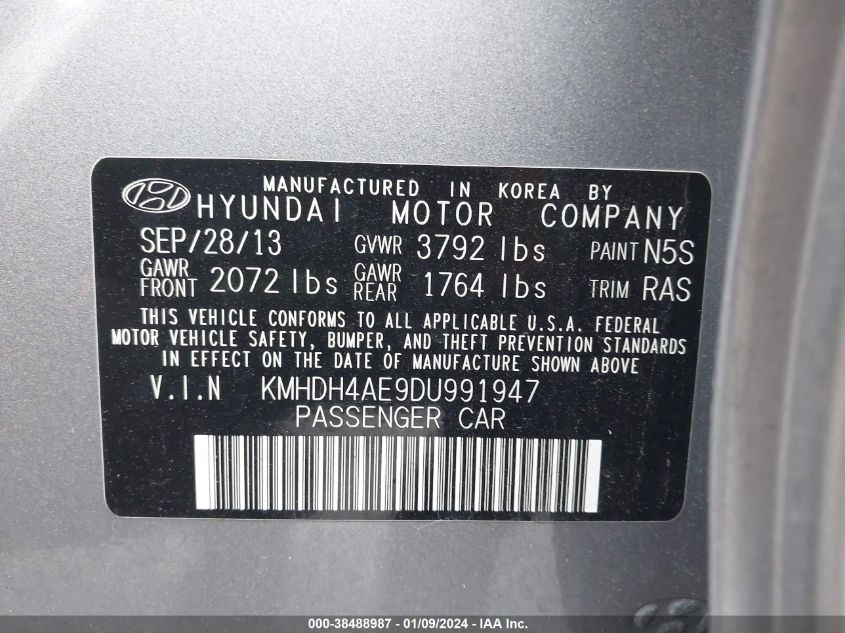 MANUFACTURED IN KOREA BY
HYUNDAI MOTOR COMPANY
SEP/28/13 GVWR 3792 lbs PAINT N5S
GAWR FRONT 2072 lbs GAWR REAR 1764 lbs TRIM RAS
THIS VEHICLE CONFORMS TO ALL APPLICABLE U.S.A. FEDERAL
MOTOR VEHICLE SAFETY, BUMPER, AND THEFT PREVENTION STANDARDS
IN EFFECT ON THE DATE OF MANUFACTURE SHOWN ABOVE
V.I.N KMHDH4AE9DU991947
PASSENGER CAR
000-38488987 - 01/09/2024 - IAA Inc.